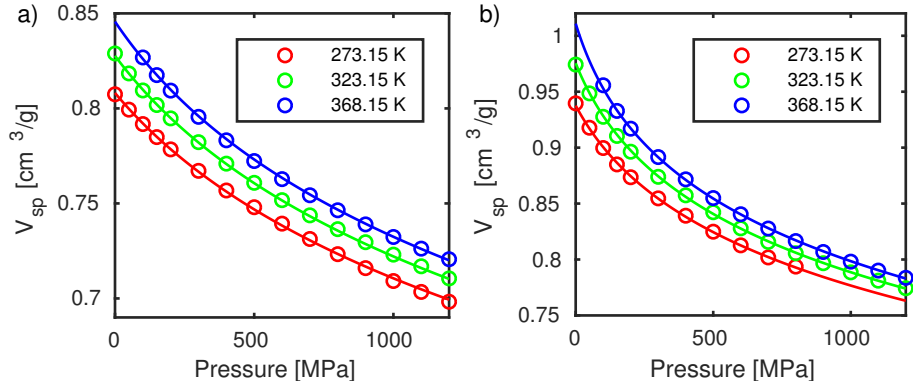 a)
0.85
0.8
0.75
0.7
V sp [cm 3/g]
273.15 K
323.15 K
368.15 K
0
500
1000
Pressure [MPa]
b)
1
0.95
0.9
0.85
0.8
0.75
V sp [cm 3/g]
273.15 K
323.15 K
368.15 K
0
500
1000
Pressure [MPa]